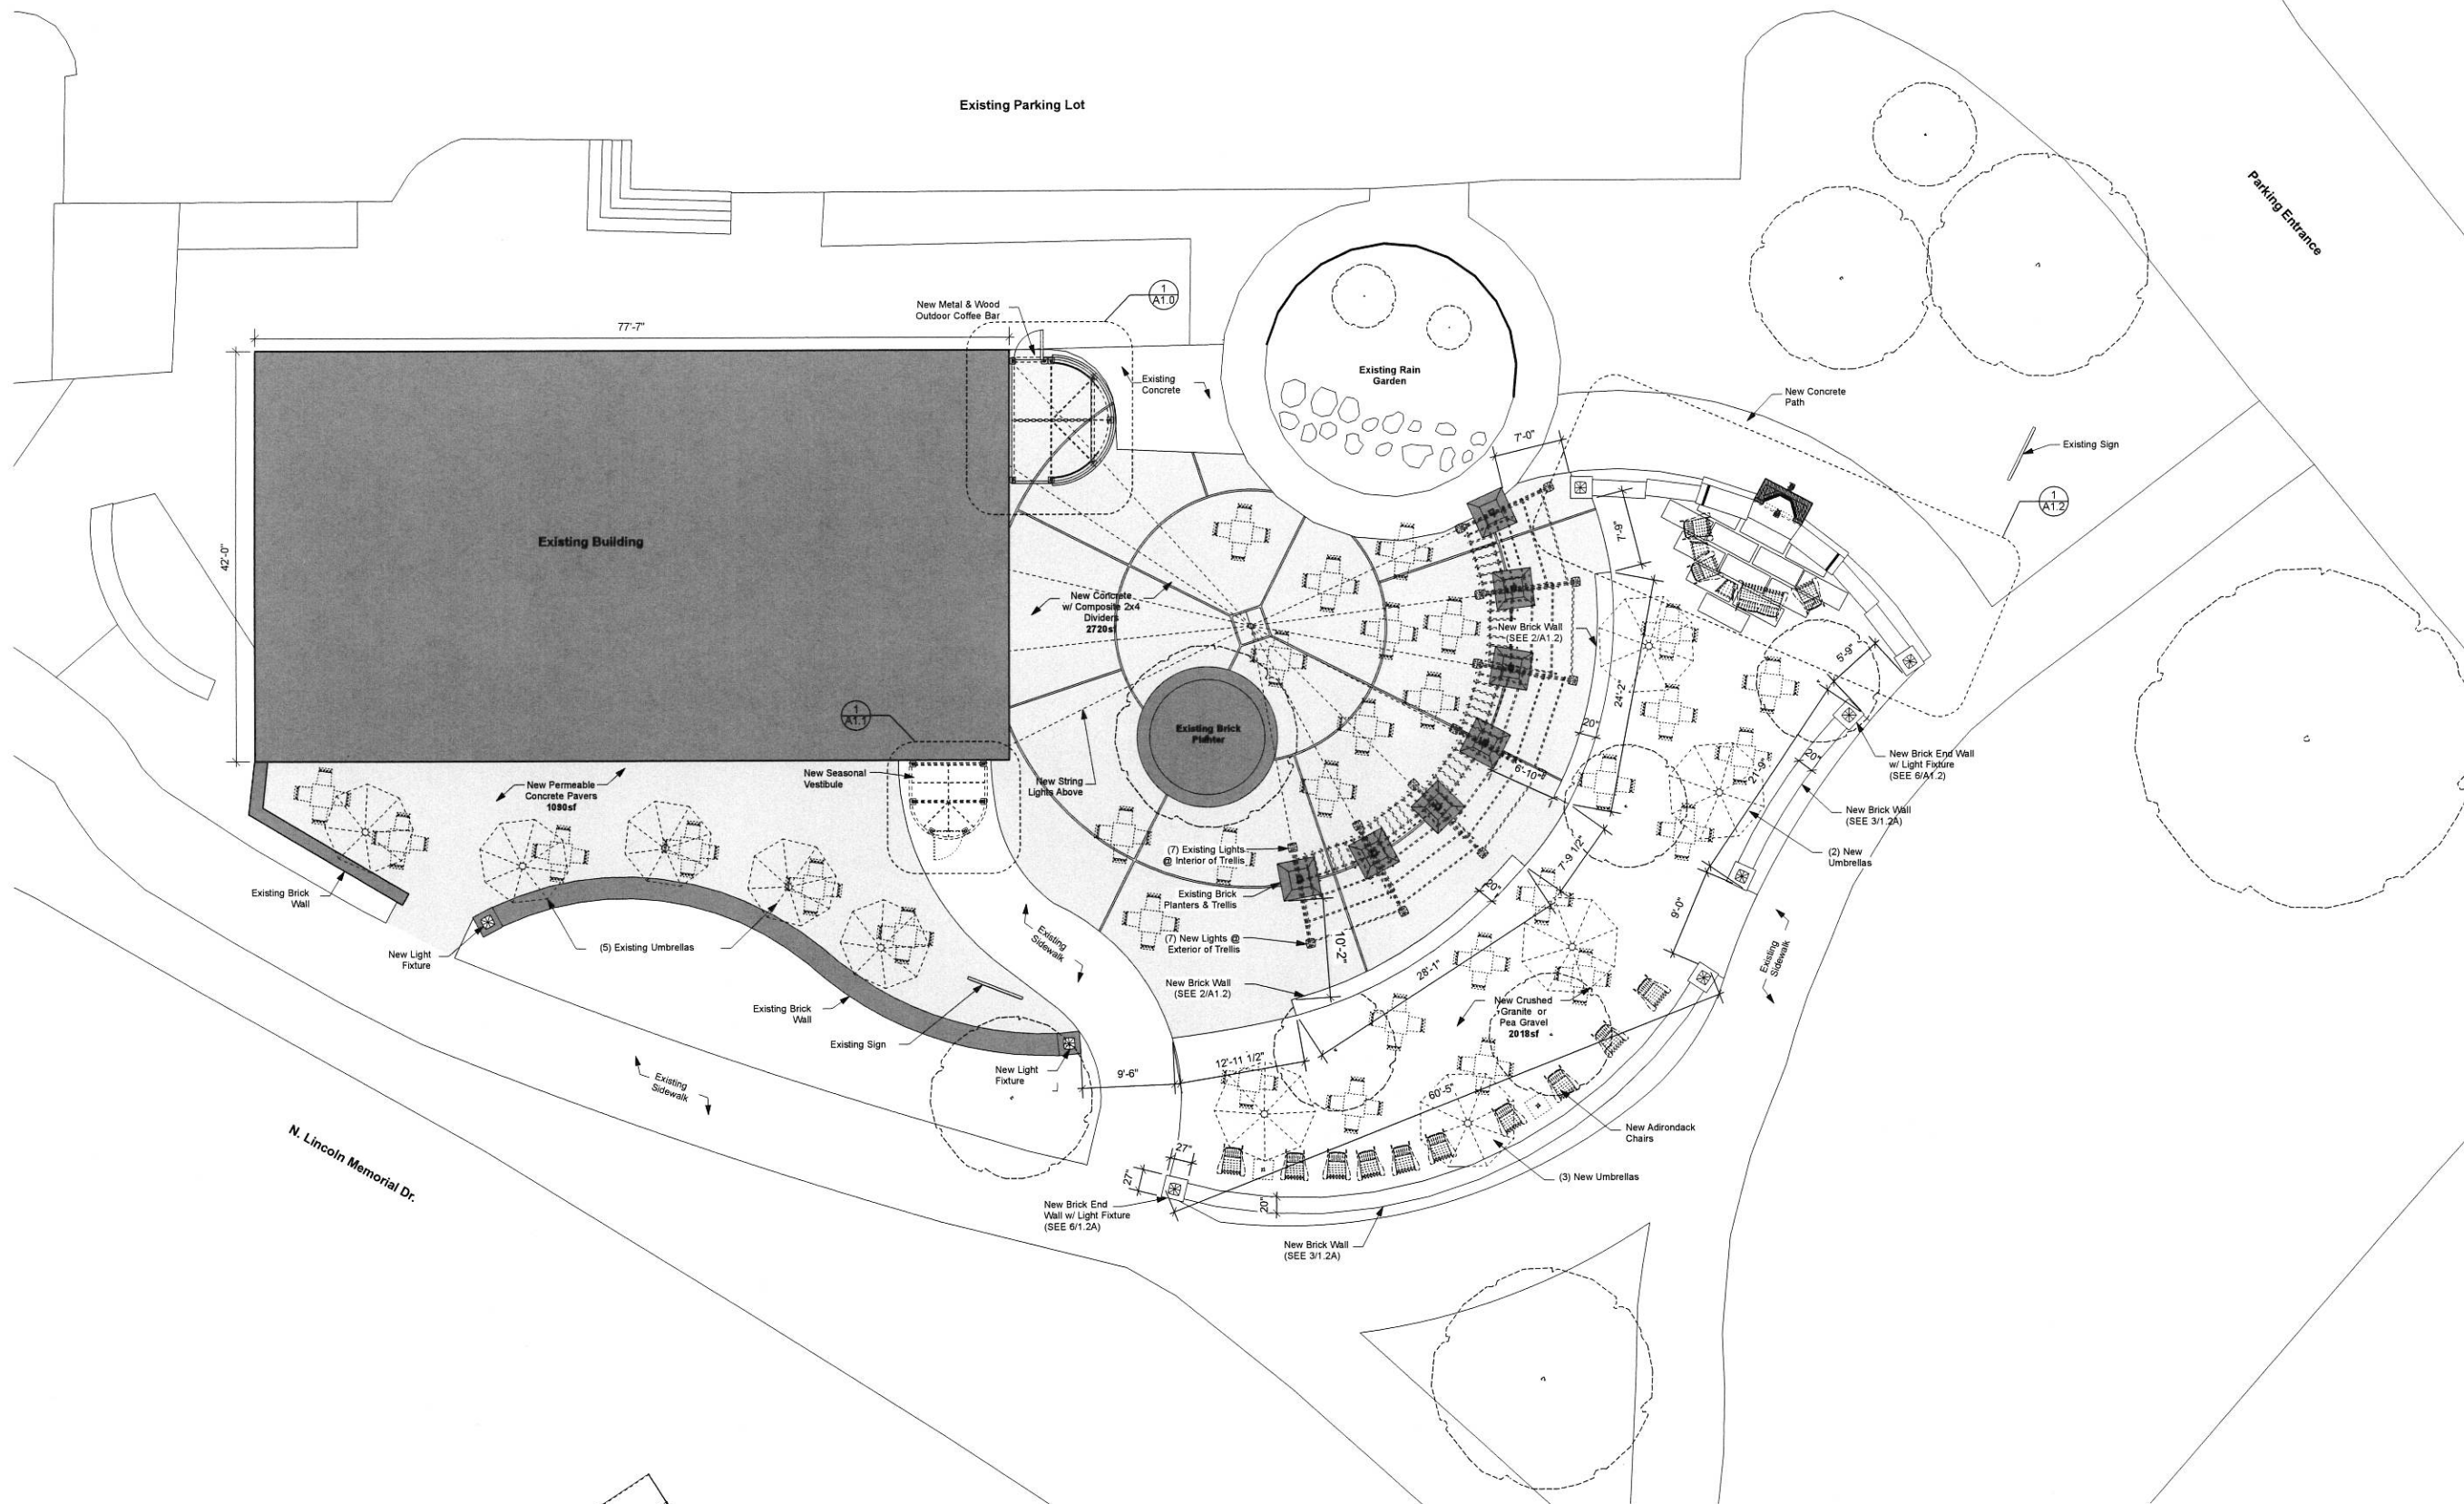 Existing Parking Lot
Parking Entrance
1
A1.0
New Metal & Wood
Outdoor Coffee Bar
77'-7"
Existing
Concrete
Existing Rain
Garden
New Concrete
Path
Existing Sign
1
A1.2
7'-0"
7'-9"
42'-0"
Existing Building
New Concrete
w/ Composite 2x4
Dividers
2720sf
New Brick Wall
(SEE 2/A1.2)
5'-9"
24'-2"
20"
Existing Brick
Planter
1
A1.1
New Seasonal
Vestibule
New String
Lights Above
6'-10"
21'-9"
20"
New Brick End Wall
w/ Light Fixture
(SEE 6/A1.2)
New Permeable
Concrete Pavers
1080sf
New Brick Wall
(SEE 3/1.2A)
(2) New
Umbrellas
7'-9 1/2"
(7) Existing Lights
@ Interior of Trellis
20"
Existing Brick
Wall
Existing Brick
Planters & Trellis
9'-0"
(7) New Lights @
Exterior of Trellis
10'-2"
28'-1"
Existing
Sidewalk
Existing
Sidewalk
(5) Existing Umbrellas
New Light
Fixture
New Brick Wall
(SEE 2/A1.2)
New Crushed
Granite or
Pea Gravel
2018sf
Existing Brick
Wall
Existing Sign
New Light
Fixture
9'-6"
12'-11 1/2"
60'-5"
Existing
Sidewalk
N. Lincoln Memorial Dr.
New Adirondack
Chairs
27"
27"
(3) New Umbrellas
20"
New Brick End
Wall w/ Light Fixture
(SEE 6/1.2A)
New Brick Wall
(SEE 3/1.2A)